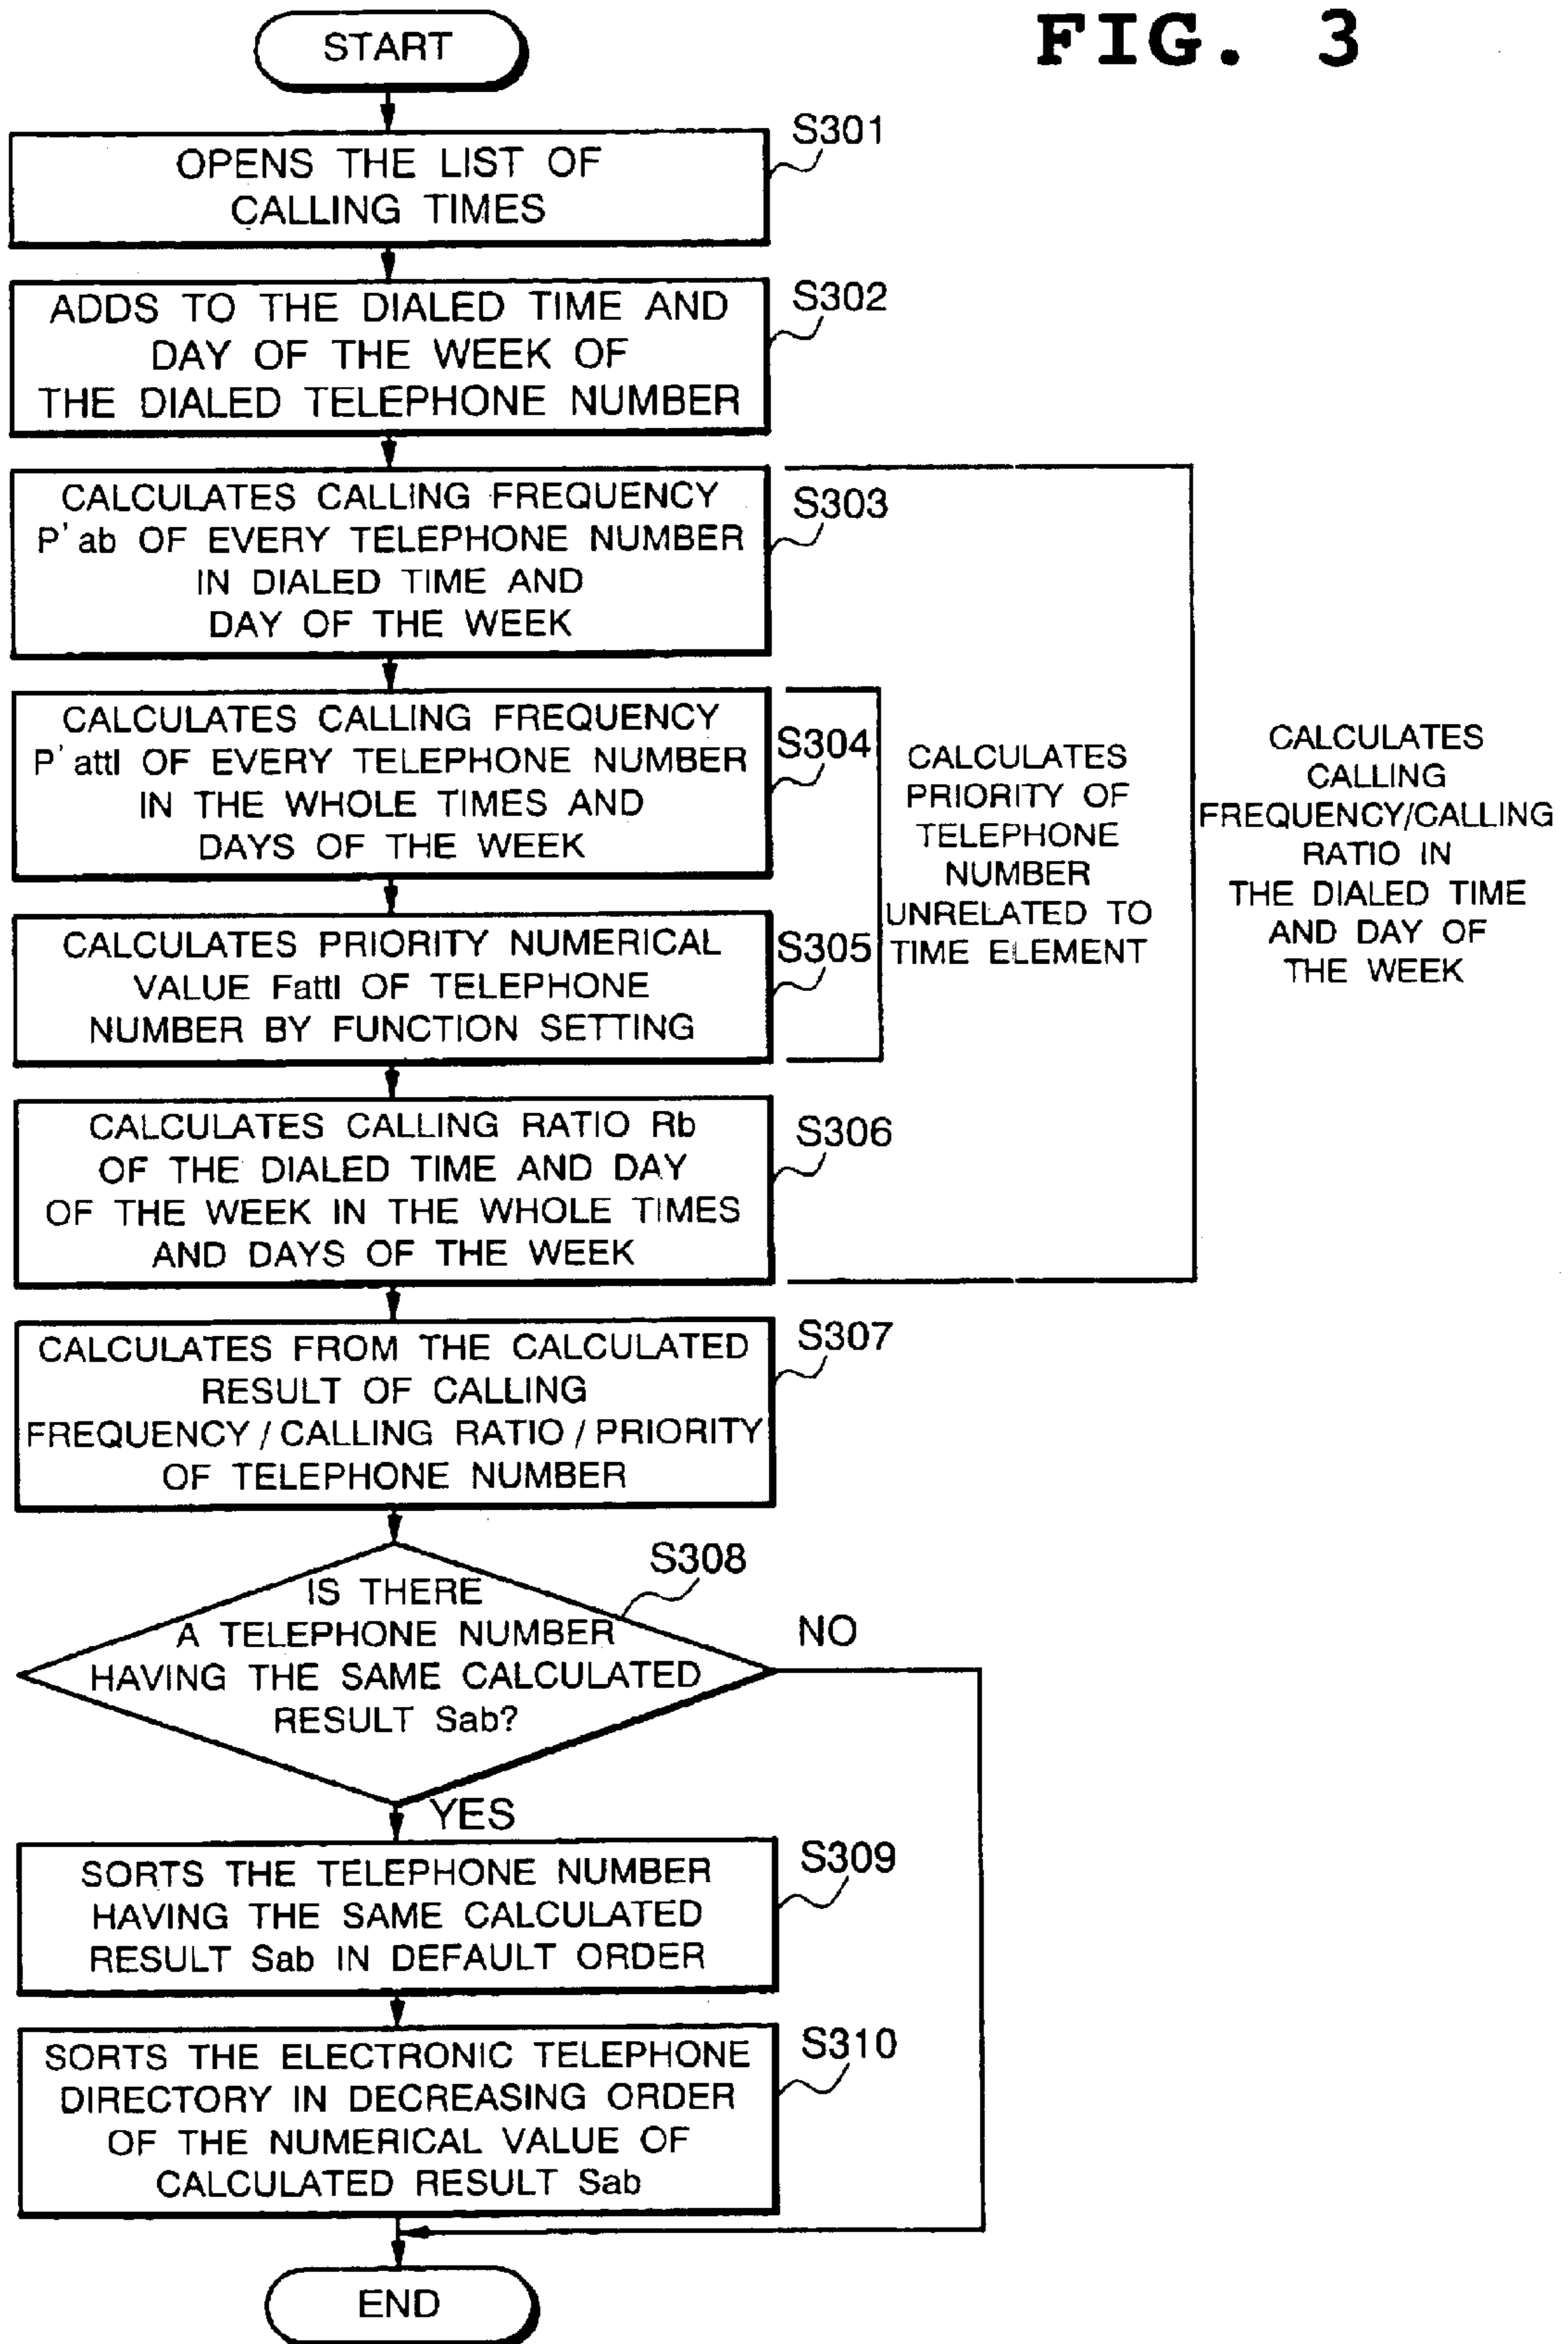 FIG. 3
START
S301
OPENS THE LIST OF
CALLING TIMES
S302
ADDS TO THE DIALED TIME AND
DAY OF THE WEEK OF
THE DIALED TELEPHONE NUMBER
S303
CALCULATES CALLING FREQUENCY
P'ab OF EVERY TELEPHONE NUMBER
IN DIALED TIME AND
DAY OF THE WEEK
S304
CALCULATES CALLING FREQUENCY
P'attl OF EVERY TELEPHONE NUMBER
IN THE WHOLE TIMES AND
DAYS OF THE WEEK
S305
CALCULATES PRIORITY NUMERICAL
VALUE Fattl OF TELEPHONE
NUMBER BY FUNCTION SETTING
CALCULATES
PRIORITY OF
TELEPHONE
NUMBER
UNRELATED TO
TIME ELEMENT
CALCULATES
CALLING
FREQUENCY/CALLING
RATIO IN
THE DIALED TIME
AND DAY OF
THE WEEK
S306
CALCULATES CALLING RATIO Rb
OF THE DIALED TIME AND DAY
OF THE WEEK IN THE WHOLE TIMES
AND DAYS OF THE WEEK
S307
CALCULATES FROM THE CALCULATED
RESULT OF CALLING
FREQUENCY / CALLING RATIO / PRIORITY
OF TELEPHONE NUMBER
S308
IS THERE
A TELEPHONE NUMBER
HAVING THE SAME CALCULATED
RESULT Sab?
NO
YES
S309
SORTS THE TELEPHONE NUMBER
HAVING THE SAME CALCULATED
RESULT Sab IN DEFAULT ORDER
S310
SORTS THE ELECTRONIC TELEPHONE
DIRECTORY IN DECREASING ORDER
OF THE NUMERICAL VALUE OF
CALCULATED RESULT Sab
END